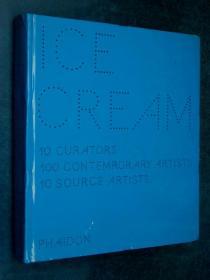 ICE
CREAM
10 CURATORS
100 CONTEMPORARY ARTISTS
10 SOURCE ARTISTS
PHAIDON